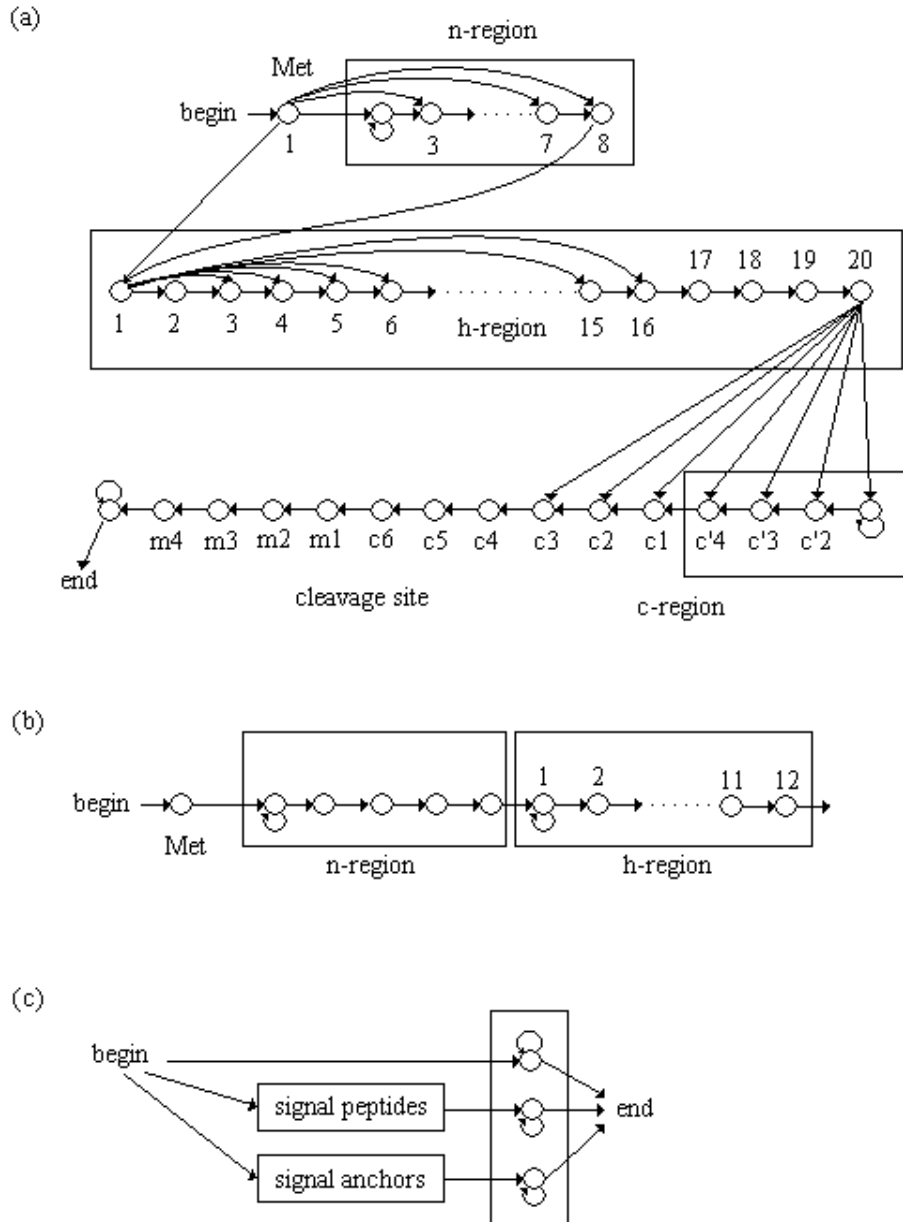 (a)
n-region
Met
begin
1 3 7 8
17 18 19 20
1 2 3 4 5 6 h-region 15 16
m4 m3 m2 m1 c6 c5 c4 c3 c2 c1 c'4 c'3 c'2
end
cleavage site c-region
(b)
1 2 11 12
begin
Met
n-region h-region
(c)
begin
signal peptides
end
signal anchors